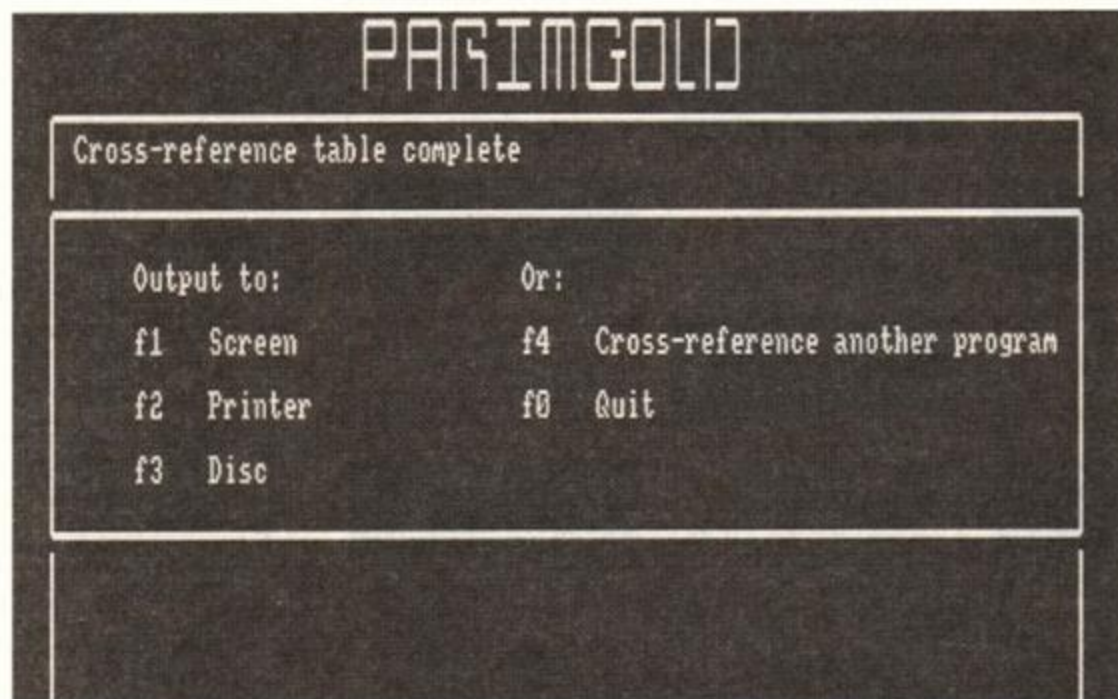 PARIMGOLD
Cross-reference table complete
Output to: Or:
f1 Screen f4 Cross-reference another program
f2 Printer f0 Quit
f3 Disc